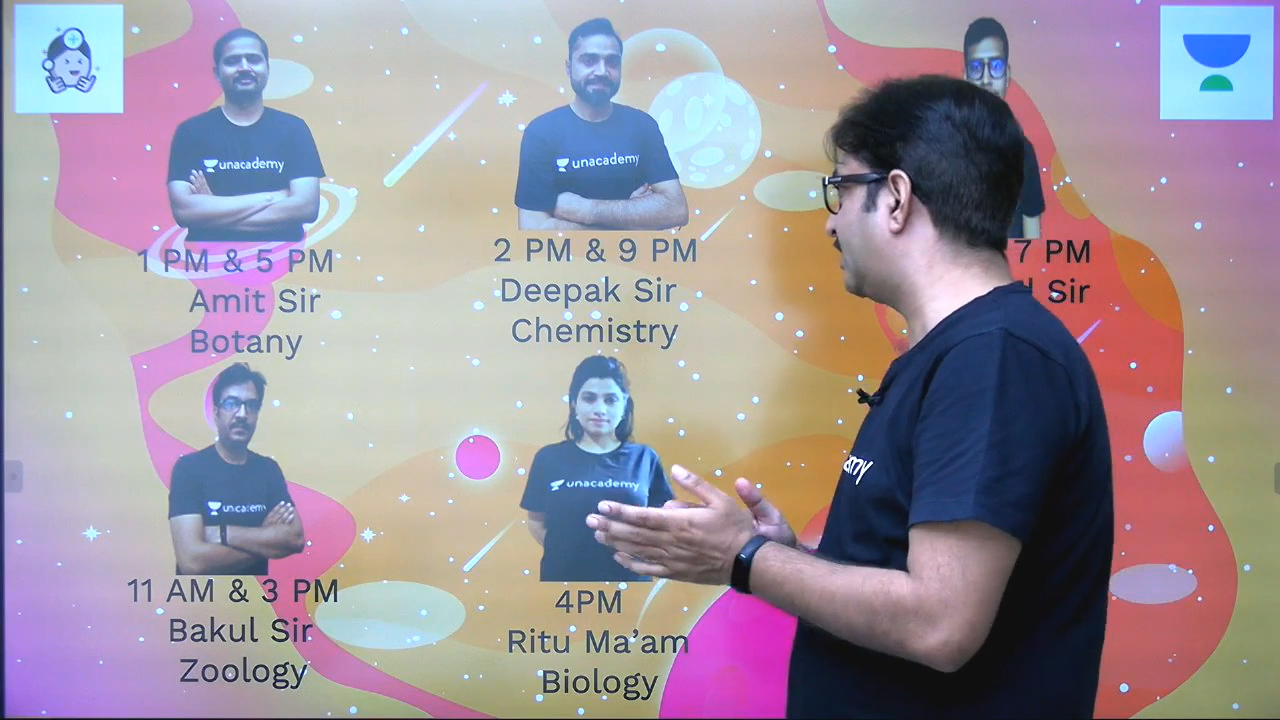 unacademy
1 PM & 5 PM
Amit Sir
Botany
unacademy
2 PM & 9 PM
Deepak Sir
Chemistry
7 PM
Sir
unacademy
11 AM & 3 PM
Bakul Sir
Zoology
unacademy
4PM
Ritu Ma’am
Biology